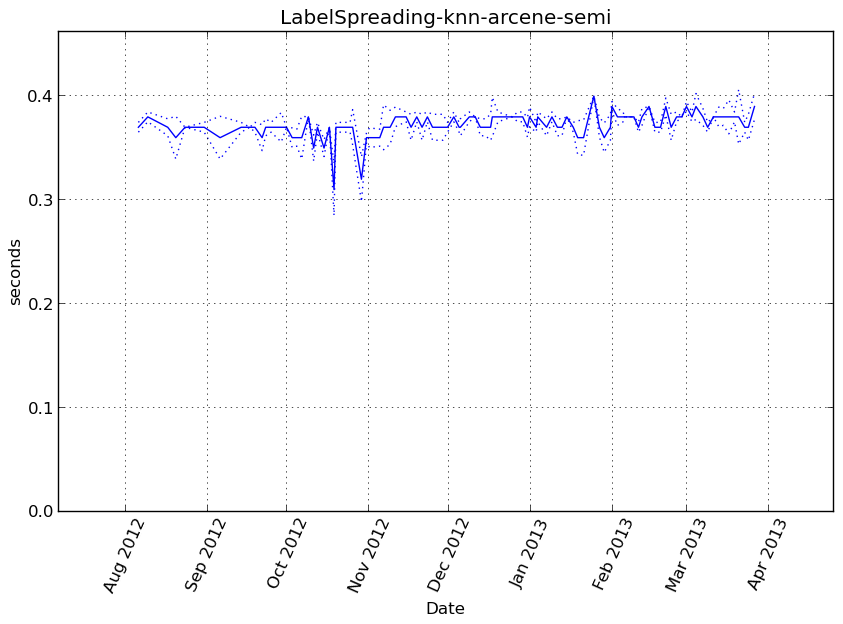 LabelSpreading-knn-arcene-semi
seconds
0.4
0.3
0.2
0.1
0.0
Aug 2012
Sep 2012
Oct 2012
Nov 2012
Dec 2012
Jan 2013
Feb 2013
Mar 2013
Apr 2013
Date